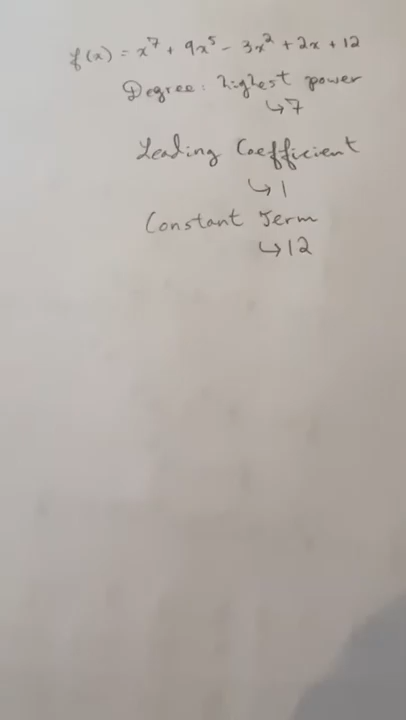 f(x) = x⁷ + 9x⁵ - 3x² + 2x + 12
Degree: highest power
↳ 7
Leading Coefficient
↳ 1
Constant Term
↳ 12